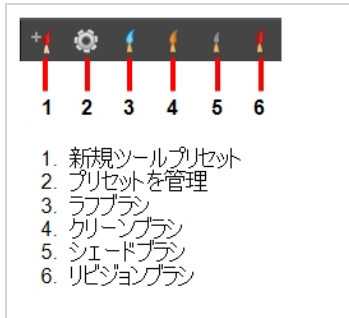 1 2 3 4 5 6
1. 新規ツールプリセット
2. プリセットを管理
3. ラフブラシ
4. クリーンブラシ
5. シェードブラシ
6. リビジョンブラシ